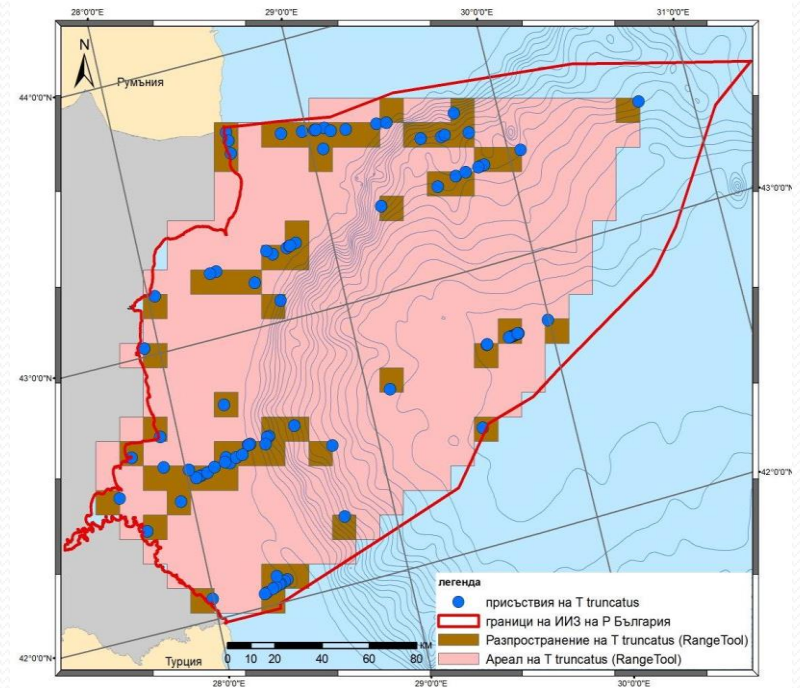 28°0'0"E 29°0'0"E 30°0'0"E 31°0'0"E
N
Румъния
44°0'0"N
43°0'0"N
43°0'0"N
42°0'0"N
42°0'0"N
легенда
присъствия на T truncatus
граници на ИИЗ на Р България
Разпространение на T truncatus (RangeTool)
Ареал на T truncatus (RangeTool)
Турция
км
0 10 20 40 60 80
28°0'0"E 29°0'0"E 30°0'0"E